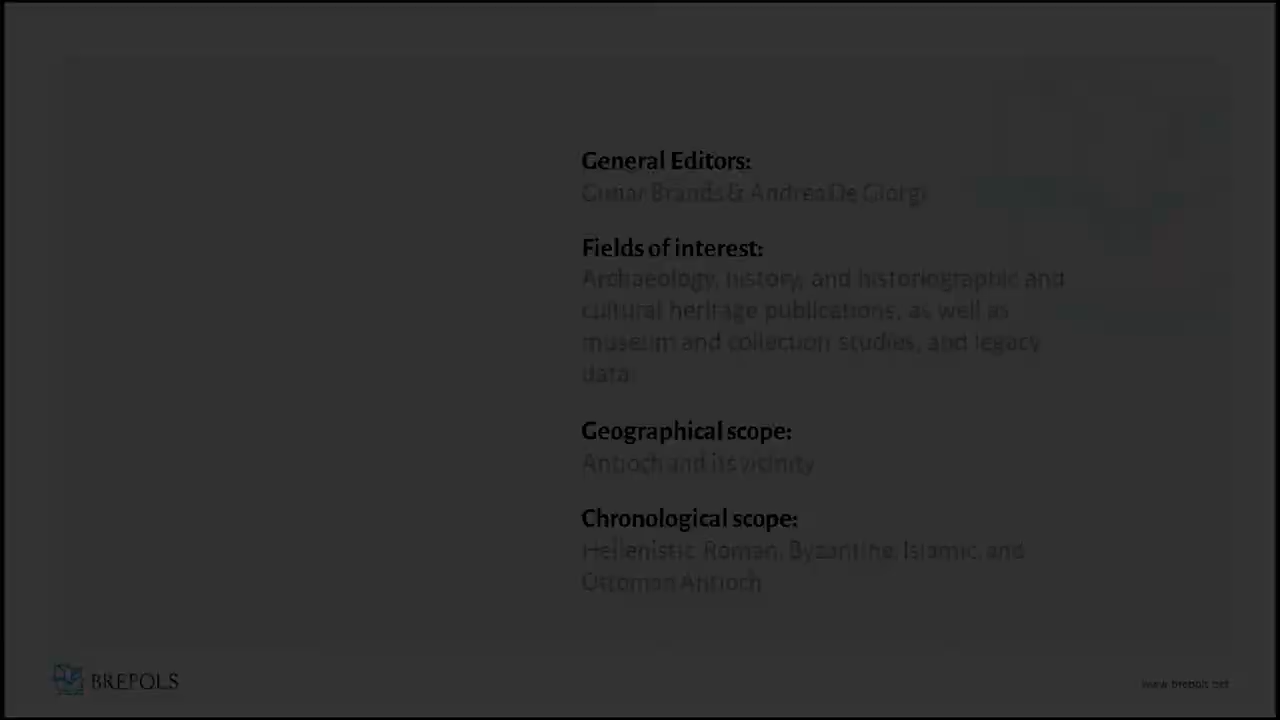 General Editors:
Gunnar Brands & Andrea De Giorgi
Fields of interest:
Archaeology, history, and historiographic and
cultural heritage publications, as well as
museum and collection studies, and legacy
data.
Geographical scope:
Antioch and its vicinity
Chronological scope:
Hellenistic, Roman, Byzantine, Islamic, and
Ottoman Antioch
BREPOLS
www.brepols.net